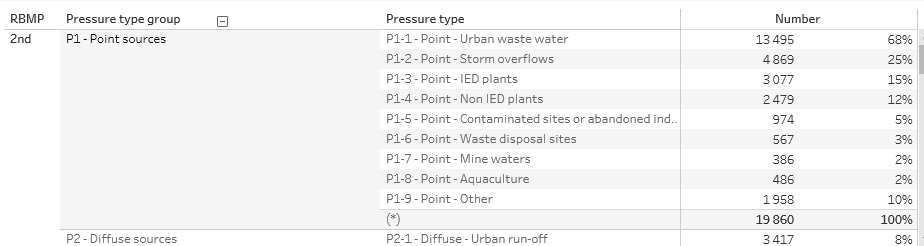 RBMP Pressure type group Pressure type Number
2nd P1 - Point sources P1-1 - Point - Urban waste water 13 495 68%
P1-2 - Point - Storm overflows 4 869 25%
P1-3 - Point - IED plants 3 077 15%
P1-4 - Point - Non IED plants 2 479 12%
P1-5 - Point - Contaminated sites or abandoned ind.. 974 5%
P1-6 - Point - Waste disposal sites 567 3%
P1-7 - Point - Mine waters 386 2%
P1-8 - Point - Aquaculture 486 2%
P1-9 - Point - Other 1 958 10%
(*) 19 860 100%
P2 - Diffuse sources P2-1 - Diffuse - Urban run-off 3 417 8%